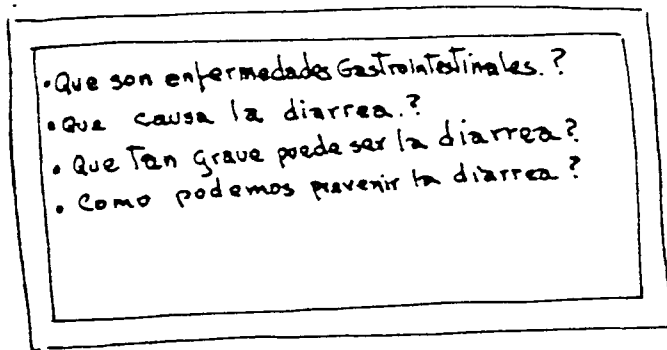 • Que son enfermedades Gastrointestinales.?
• Que causa la diarrea.?
• Que Tan grave puede ser la diarrea?
• Como podemos prevenir la diarrea?